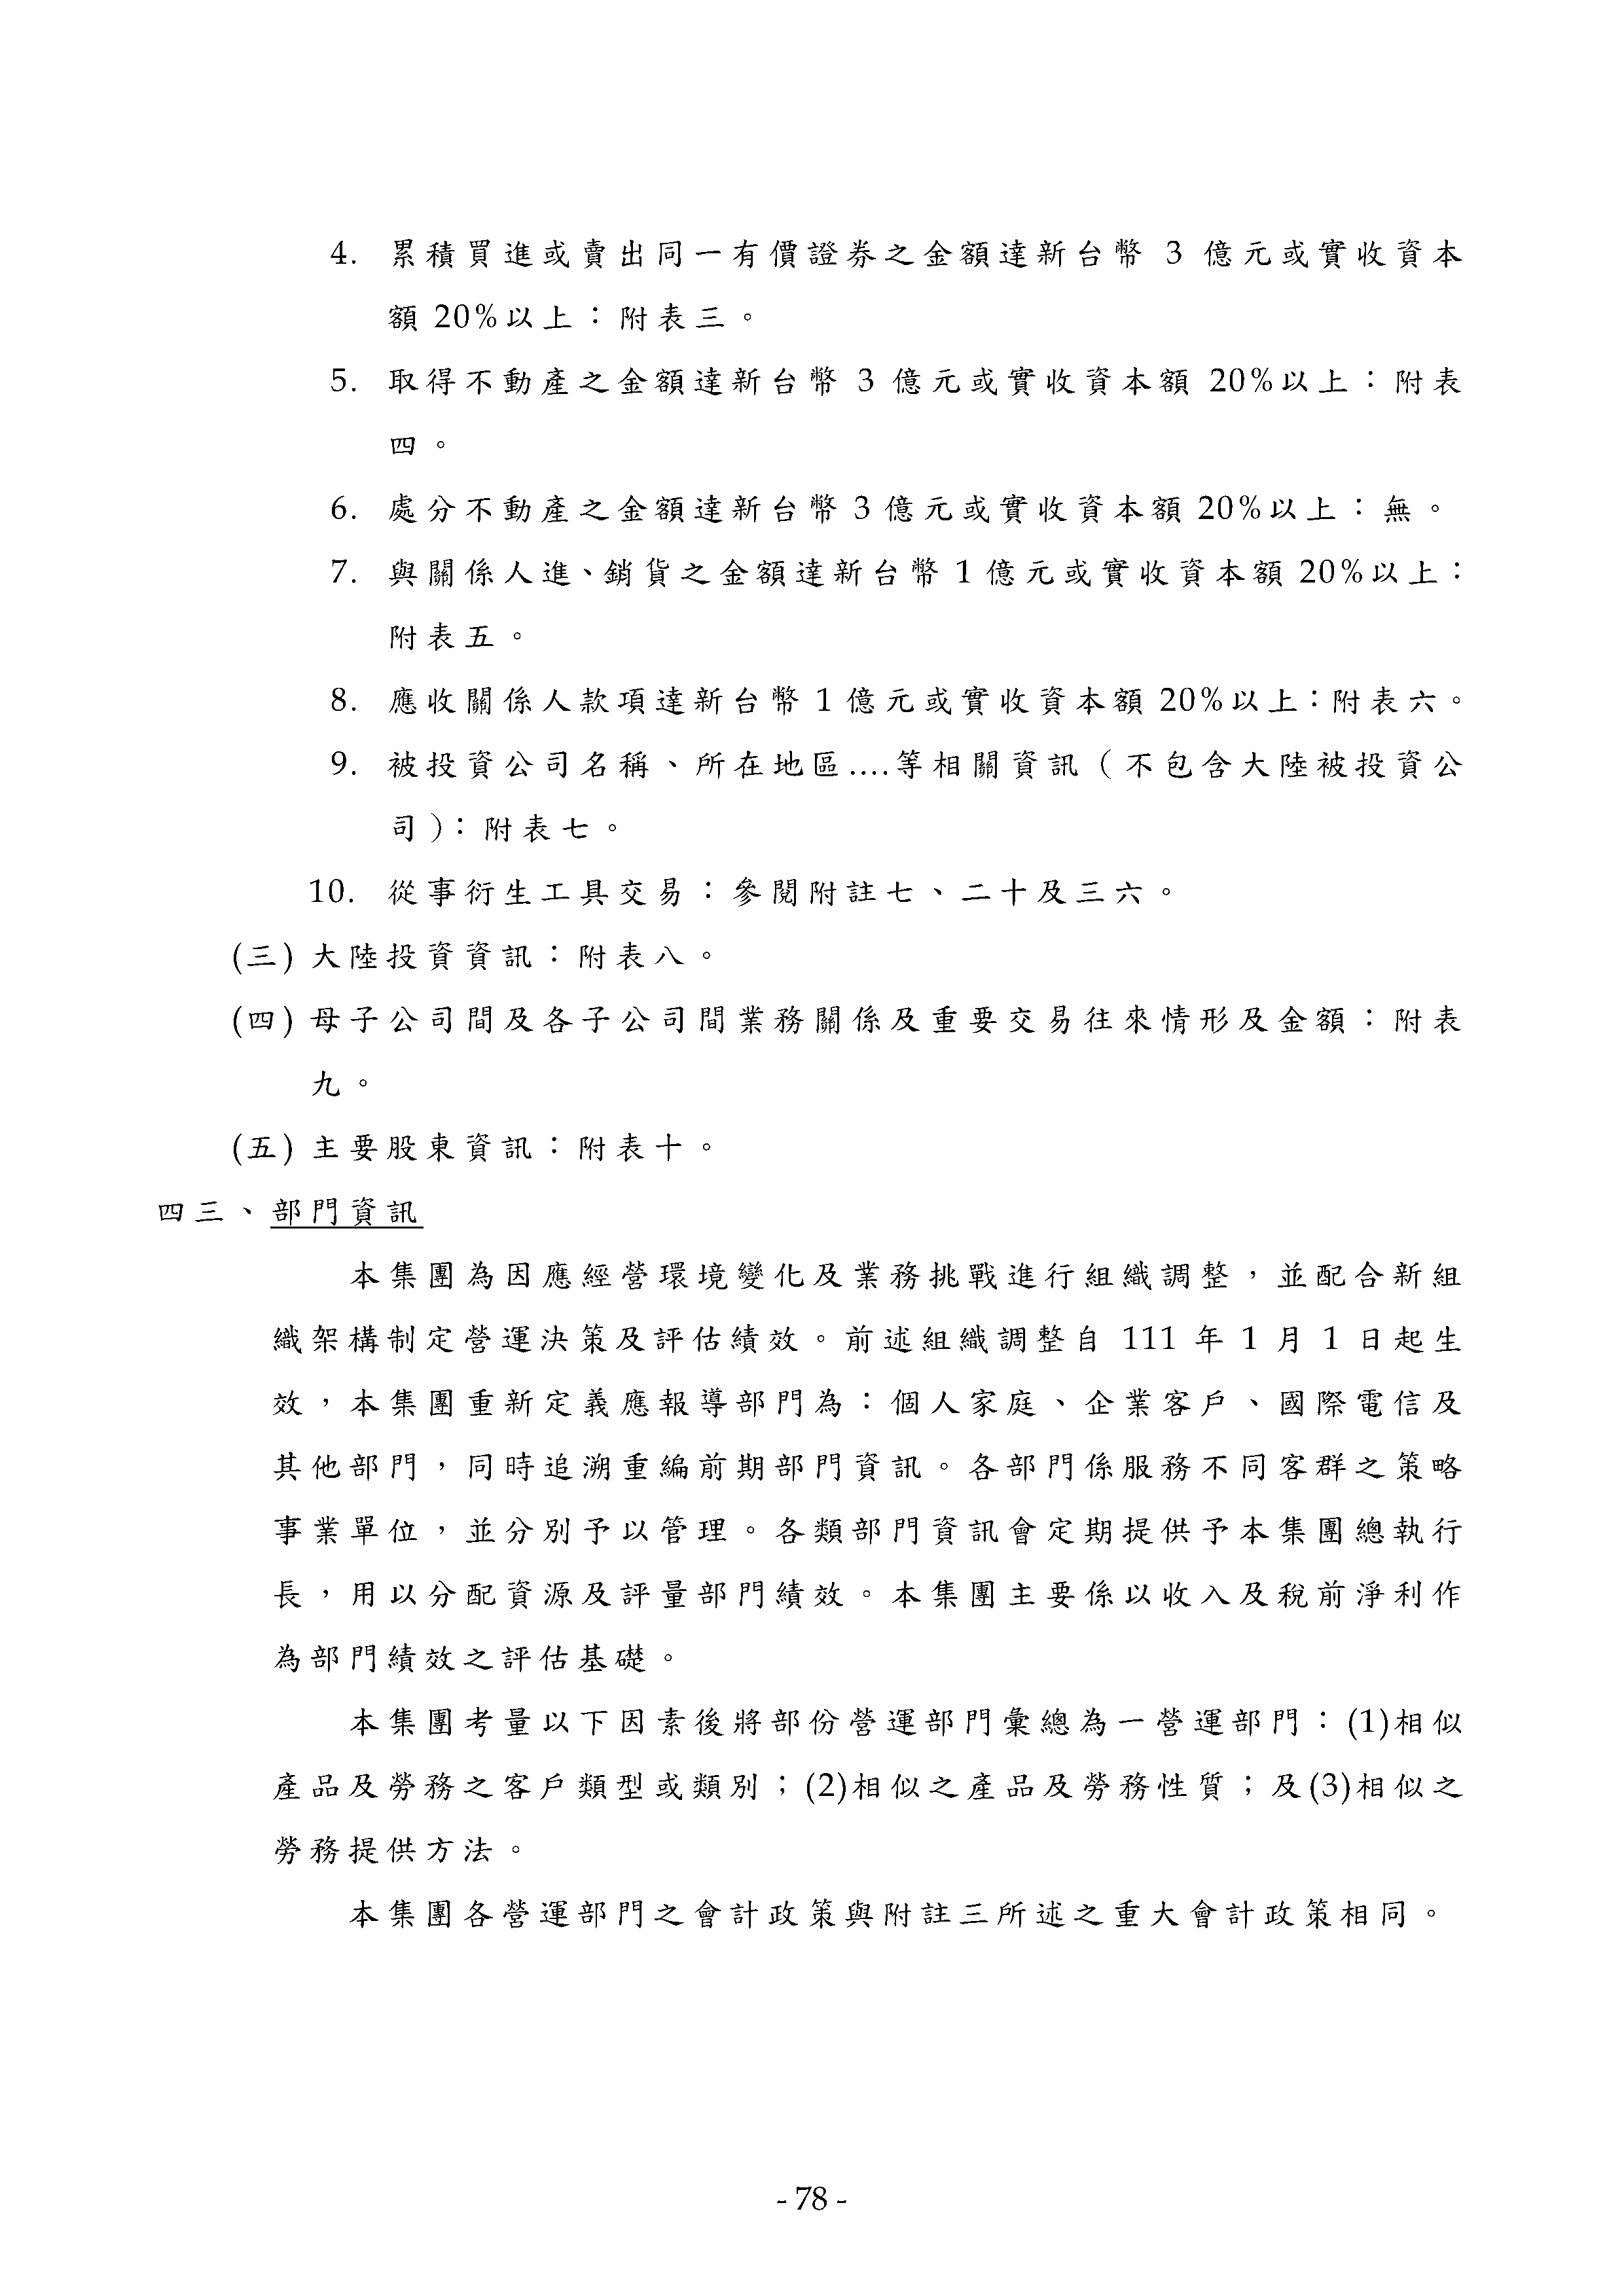 4. 累積買進或賣出同一有價證券之金額達新台幣 3 億元或實收資本
額 20%以上：附表三。
5. 取得不動產之金額達新台幣 3 億元或實收資本額 20%以上：附表
四。
6. 處分不動產之金額達新台幣 3 億元或實收資本額 20%以上：無。
7. 與關係人進、銷貨之金額達新台幣 1 億元或實收資本額 20%以上：
附表五。
8. 應收關係人款項達新台幣 1 億元或實收資本額 20%以上：附表六。
9. 被投資公司名稱、所在地區....等相關資訊（不包含大陸被投資公
司）：附表七。
10. 從事衍生工具交易：參閱附註七、二十及三六。
(三) 大陸投資資訊：附表八。
(四) 母子公司間及各子公司間業務關係及重要交易往來情形及金額：附表
九。
(五) 主要股東資訊：附表十。
四三、部門資訊
本集團為因應經營環境變化及業務挑戰進行組織調整，並配合新組
織架構制定營運決策及評估績效。前述組織調整自 111 年 1 月 1 日起生
效，本集團重新定義應報導部門為：個人家庭、企業客戶、國際電信及
其他部門，同時追溯重編前期部門資訊。各部門係服務不同客群之策略
事業單位，並分別予以管理。各類部門資訊會定期提供予本集團總執行
長，用以分配資源及評量部門績效。本集團主要係以收入及稅前淨利作
為部門績效之評估基礎。
本集團考量以下因素後將部份營運部門彙總為一營運部門：(1)相似
產品及勞務之客戶類型或類別；(2)相似之產品及勞務性質；及(3)相似之
勞務提供方法。
本集團各營運部門之會計政策與附註三所述之重大會計政策相同。
- 78 -